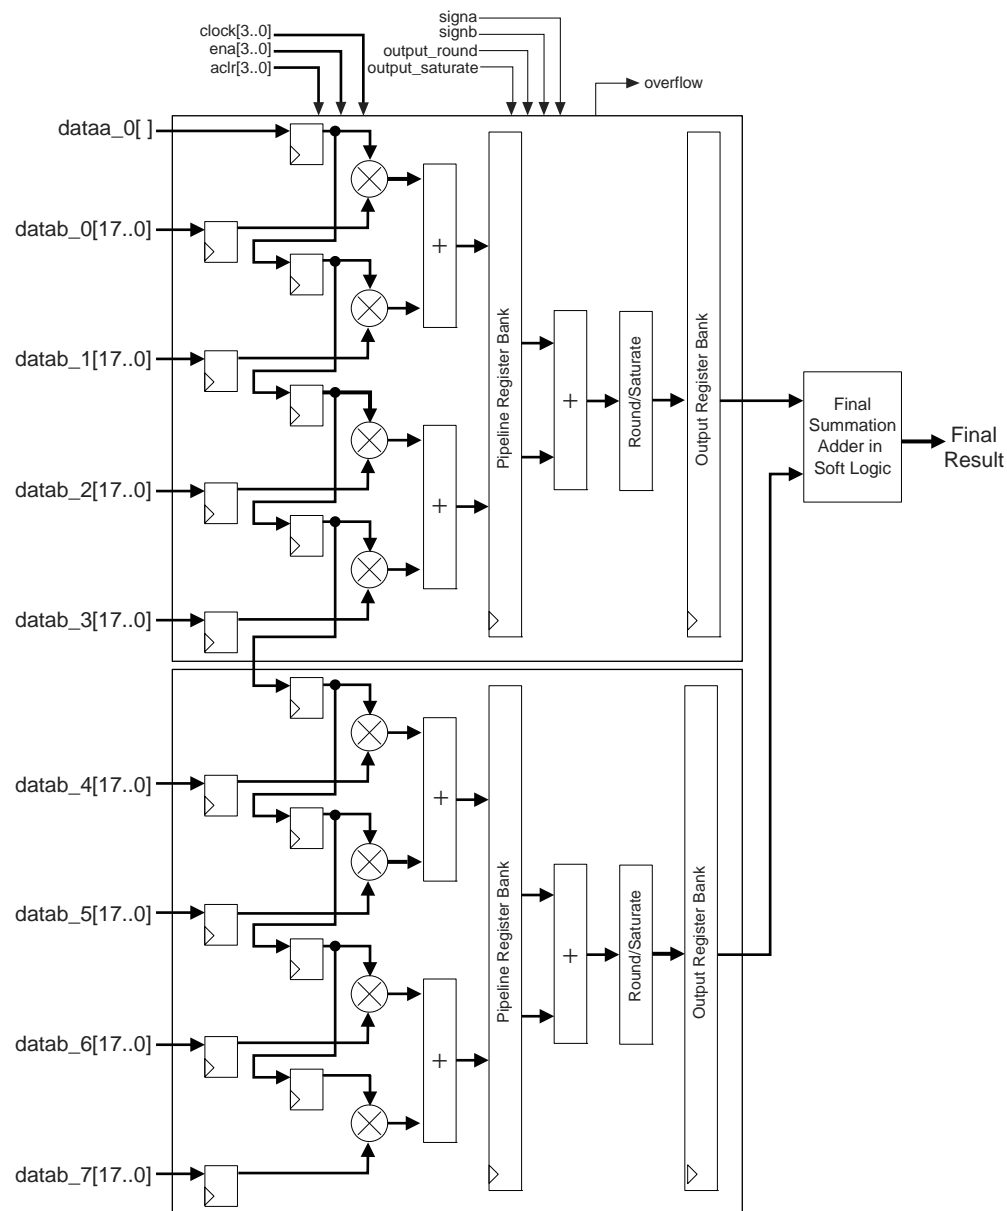 clock[3..0]
ena[3..0]
aclr[3..0]
signa
signb
output_round
output_saturate
overflow
dataa_0[ ]
datab_0[17..0]
datab_1[17..0]
datab_2[17..0]
datab_3[17..0]
+
+
Pipeline Register Bank
+
Round/Saturate
Output Register Bank
Final
Summation
Adder in
Soft Logic
Final
Result
datab_4[17..0]
datab_5[17..0]
datab_6[17..0]
datab_7[17..0]
+
+
Pipeline Register Bank
+
Round/Saturate
Output Register Bank